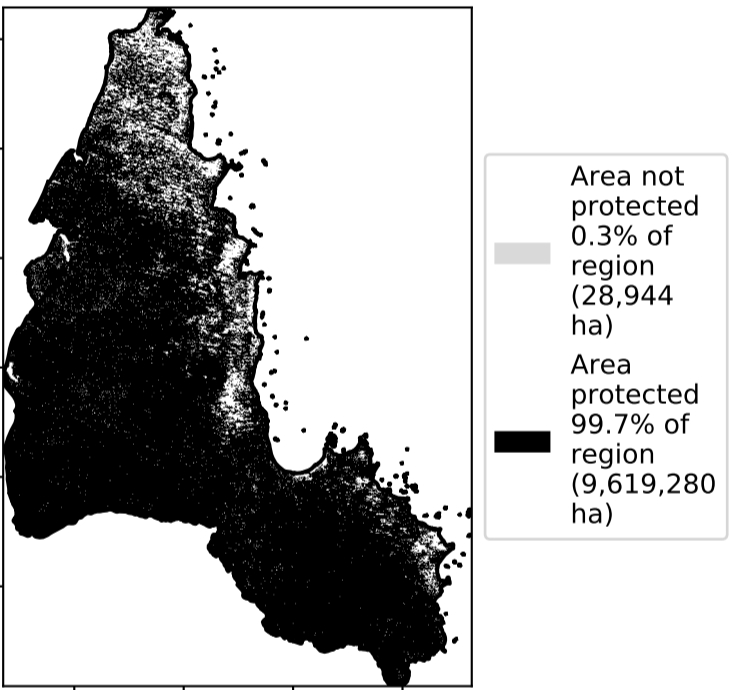 Area not
protected
0.3% of
region
(28,944
ha)
Area
protected
99.7% of
region
(9,619,280
ha)